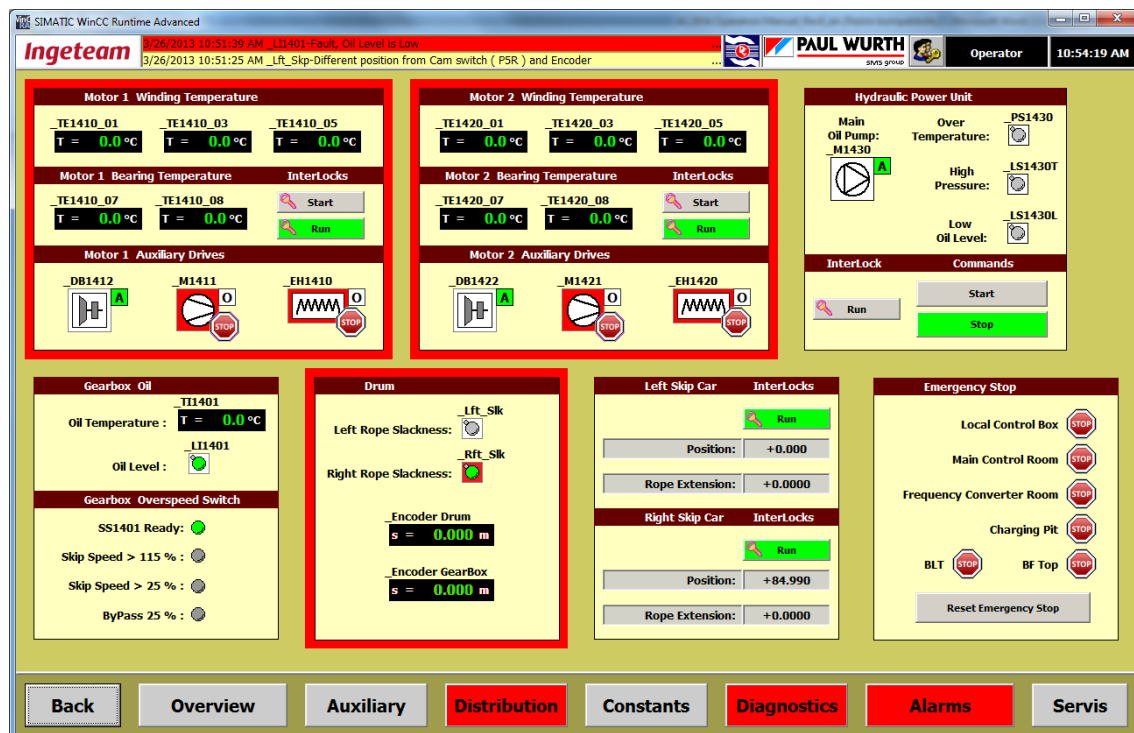 SIMATIC WinCC Runtime Advanced
Ingeteam
3/26/2013 10:51:39 AM _LI1401-Fault, Oil Level is Low ...
3/26/2013 10:51:25 AM _Lft_Skp-Different position from Cam switch ( P5R ) and Encoder ...
PAUL WURTH
SMS group
Operator
10:54:19 AM
Motor 1 Winding Temperature
_TE1410_01 _TE1410_03 _TE1410_05
T = 0.0 ºC T = 0.0 ºC T = 0.0 ºC
Motor 1 Bearing Temperature InterLocks
_TE1410_07 _TE1410_08 Start
T = 0.0 ºC T = 0.0 ºC Run
Motor 1 Auxiliary Drives
_DB1412 _M1411 _EH1410
A O O
STOP STOP
Motor 2 Winding Temperature
_TE1420_01 _TE1420_03 _TE1420_05
T = 0.0 ºC T = 0.0 ºC T = 0.0 ºC
Motor 2 Bearing Temperature InterLocks
_TE1420_07 _TE1420_08 Start
T = 0.0 ºC T = 0.0 ºC Run
Motor 2 Auxiliary Drives
_DB1422 _M1421 _EH1420
A O O
STOP STOP
Hydraulic Power Unit
Main Oil Pump:
_M1430
A
Over Temperature: _PS1430
High Pressure: _LS1430T
Low Oil Level: _LS1430L
InterLock Commands
Run
Start
Stop
Gearbox Oil
_TI1401
Oil Temperature : T = 0.0 ºC
_LI1401
Oil Level :
Gearbox Overspeed Switch
SS1401 Ready:
Skip Speed > 115 % :
Skip Speed > 25 % :
ByPass 25 % :
Drum
_Lft_Slk
Left Rope Slackness:
_Rft_Slk
Right Rope Slackness:
_Encoder Drum
s = 0.000 m
_Encoder GearBox
s = 0.000 m
Left Skip Car InterLocks
Run
Position: +0.000
Rope Extension: +0.0000
Right Skip Car InterLocks
Run
Position: +84.990
Rope Extension: +0.0000
Emergency Stop
Local Control Box STOP
Main Control Room STOP
Frequency Converter Room STOP
Charging Pit STOP
BLT STOP BF Top STOP
Reset Emergency Stop
Back Overview Auxiliary Distribution Constants Diagnostics Alarms Servis